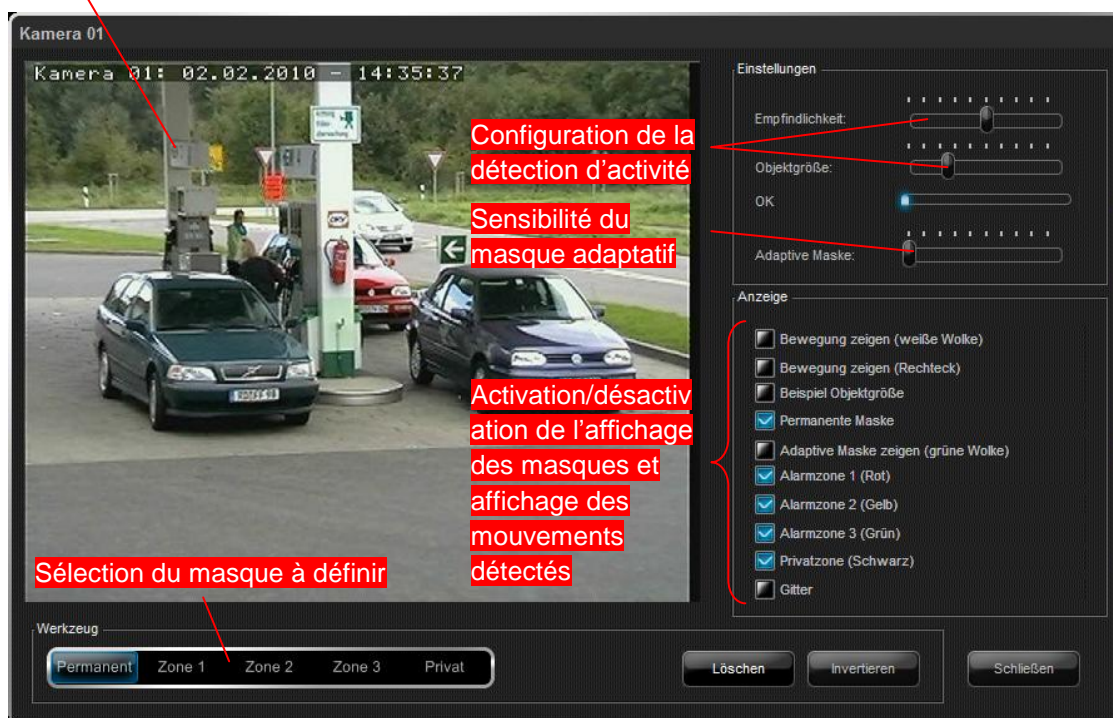 Kamera 01
Kamera 01: 02.02.2010 - 14:35:37
Achtung
Video-
überwachung
Configuration de la
détection d’activité
Sensibilité du
masque adaptatif
Activation/désactiv
ation de l’affichage
des masques et
affichage des
mouvements
détectés
Sélection du masque à définir
Einstellungen
Empfindlichkeit:
Objektgröße:
OK
Adaptive Maske:
Anzeige
Bewegung zeigen (weiße Wolke)
Bewegung zeigen (Rechteck)
Beispiel Objektgröße
Permanente Maske
Adaptive Maske zeigen (grüne Wolke)
Alarmzone 1 (Rot)
Alarmzone 2 (Gelb)
Alarmzone 3 (Grün)
Privatzone (Schwarz)
Gitter
Werkzeug
Permanent Zone 1 Zone 2 Zone 3 Privat
Löschen Invertieren Schließen